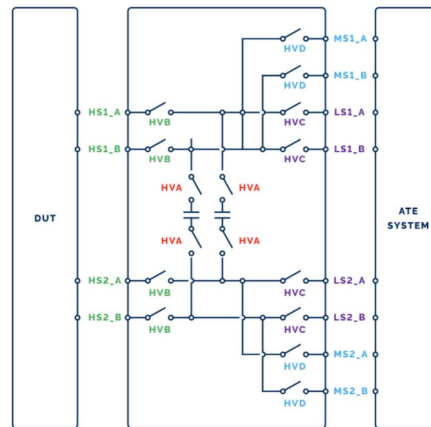 HVD MS1_A
HVD MS1_B
HS1_A HVB HVC LS1_A
HS1_B HVB HVC LS1_B
HVA HVA
DUT
ATE
SYSTEM
HVA HVA
HS2_A HVB HVC LS2_A
HS2_B HVB HVC LS2_B
HVD MS2_A
HVD MS2_B